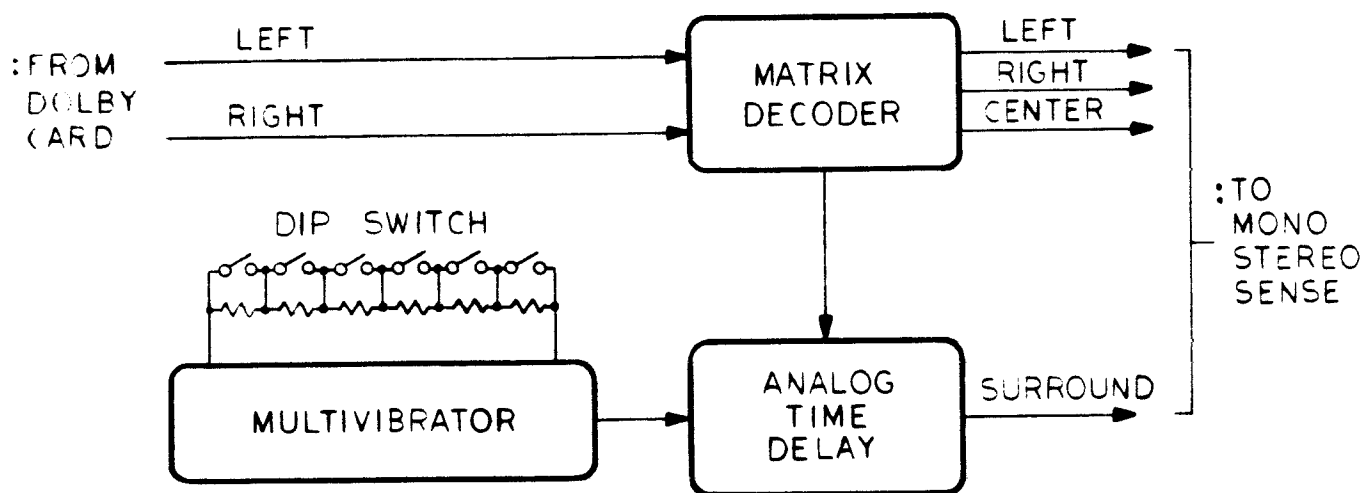 LEFT
:FROM
DOLBY
CARD
RIGHT
MATRIX
DECODER
LEFT
RIGHT
CENTER
:TO
MONO
STEREO
SENSE
DIP SWITCH
MULTIVIBRATOR
ANALOG
TIME
DELAY
SURROUND